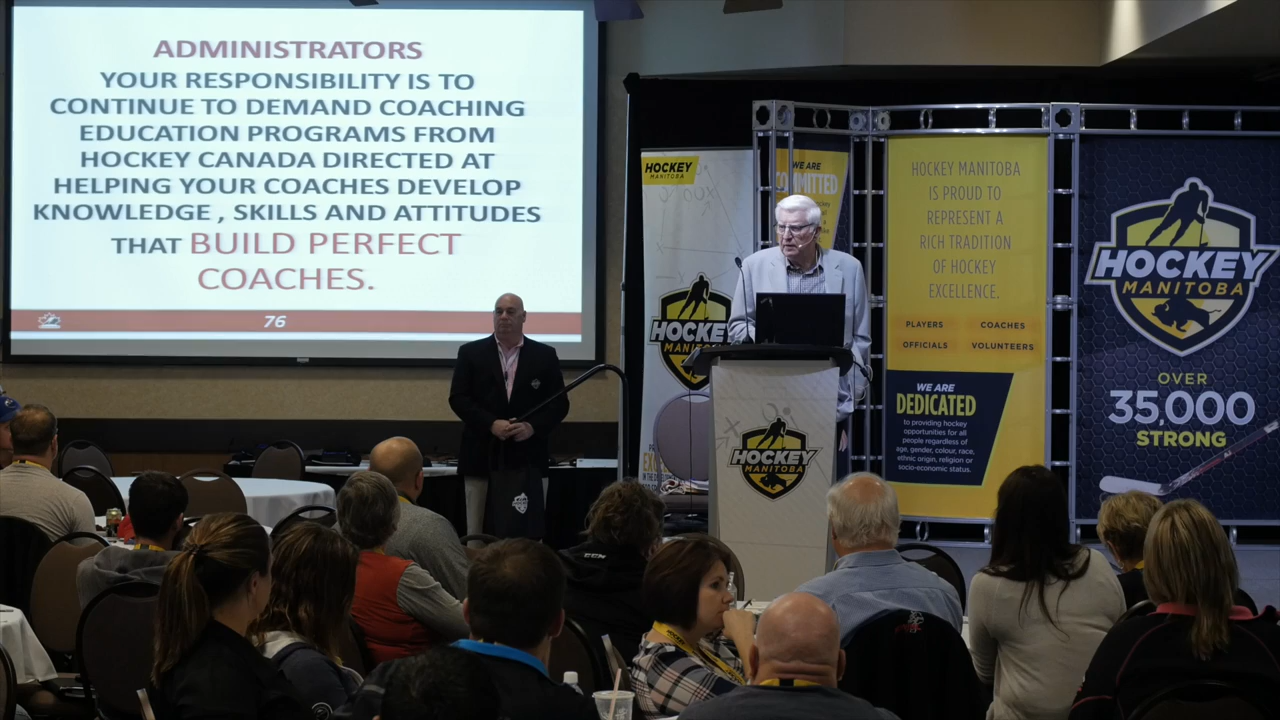 ADMINISTRATORS
YOUR RESPONSIBILITY IS TO
CONTINUE TO DEMAND COACHING
EDUCATION PROGRAMS FROM
HOCKEY CANADA DIRECTED AT
HELPING YOUR COACHES DEVELOP
KNOWLEDGE , SKILLS AND ATTITUDES
THAT BUILD PERFECT
COACHES.
76
HOCKEY
MANITOBA
HOCKEY
MANITOBA
WE ARE
COMMITTED
HOCKEY
MANITOBA
HOCKEY MANITOBA
IS PROUD TO
REPRESENT A
RICH TRADITION
OF HOCKEY
EXCELLENCE.
PLAYERS COACHES
OFFICIALS VOLUNTEERS
WE ARE
DEDICATED
to providing hockey
opportunities for all
people regardless of
age, gender, colour, race,
ethnic origin, religion or
socio-economic status.
HOCKEY
MANITOBA
OVER
35,000
STRONG
CCM